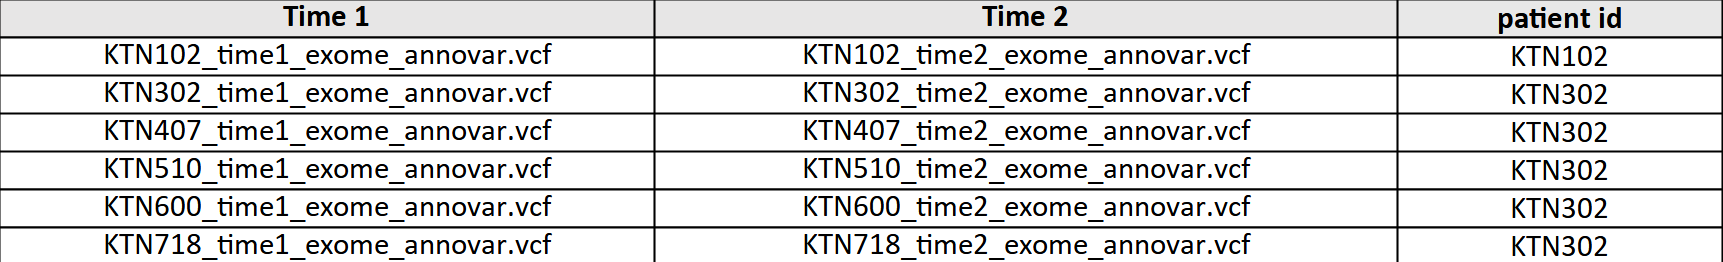 Time 1 Time 2 patient id
KTN102_time1_exome_annovar.vcf KTN102_time2_exome_annovar.vcf KTN102
KTN302_time1_exome_annovar.vcf KTN302_time2_exome_annovar.vcf KTN302
KTN407_time1_exome_annovar.vcf KTN407_time2_exome_annovar.vcf KTN302
KTN510_time1_exome_annovar.vcf KTN510_time2_exome_annovar.vcf KTN302
KTN600_time1_exome_annovar.vcf KTN600_time2_exome_annovar.vcf KTN302
KTN718_time1_exome_annovar.vcf KTN718_time2_exome_annovar.vcf KTN302